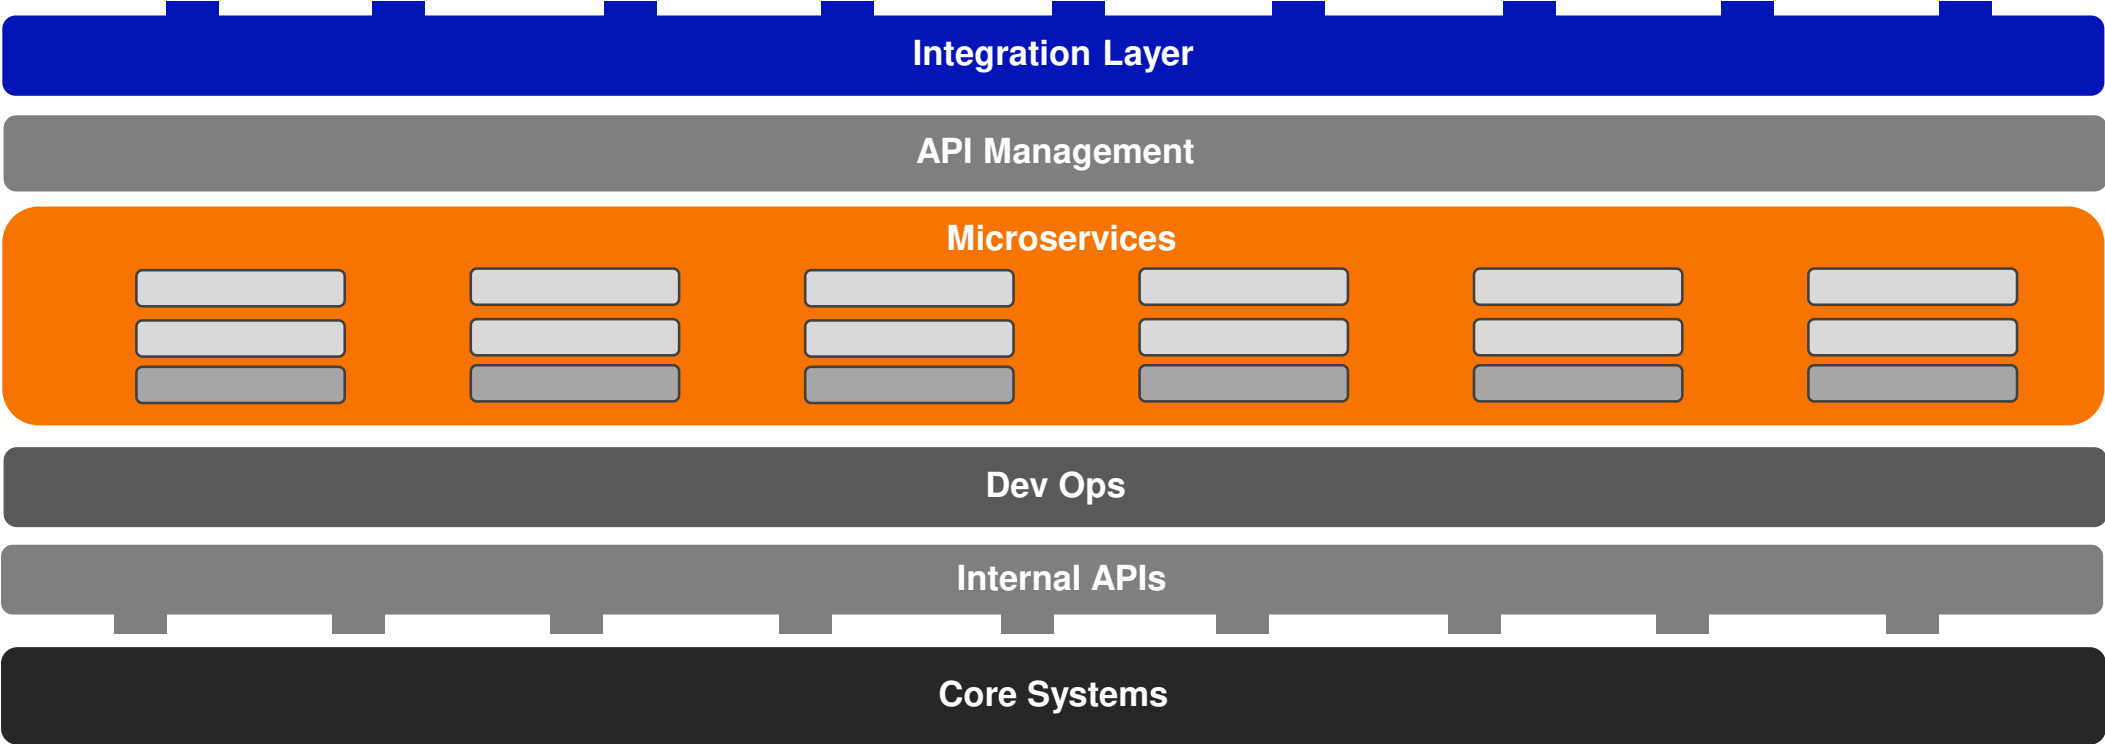 Integration Layer
API Management
Microservices
Dev Ops
Internal APIs
Core Systems